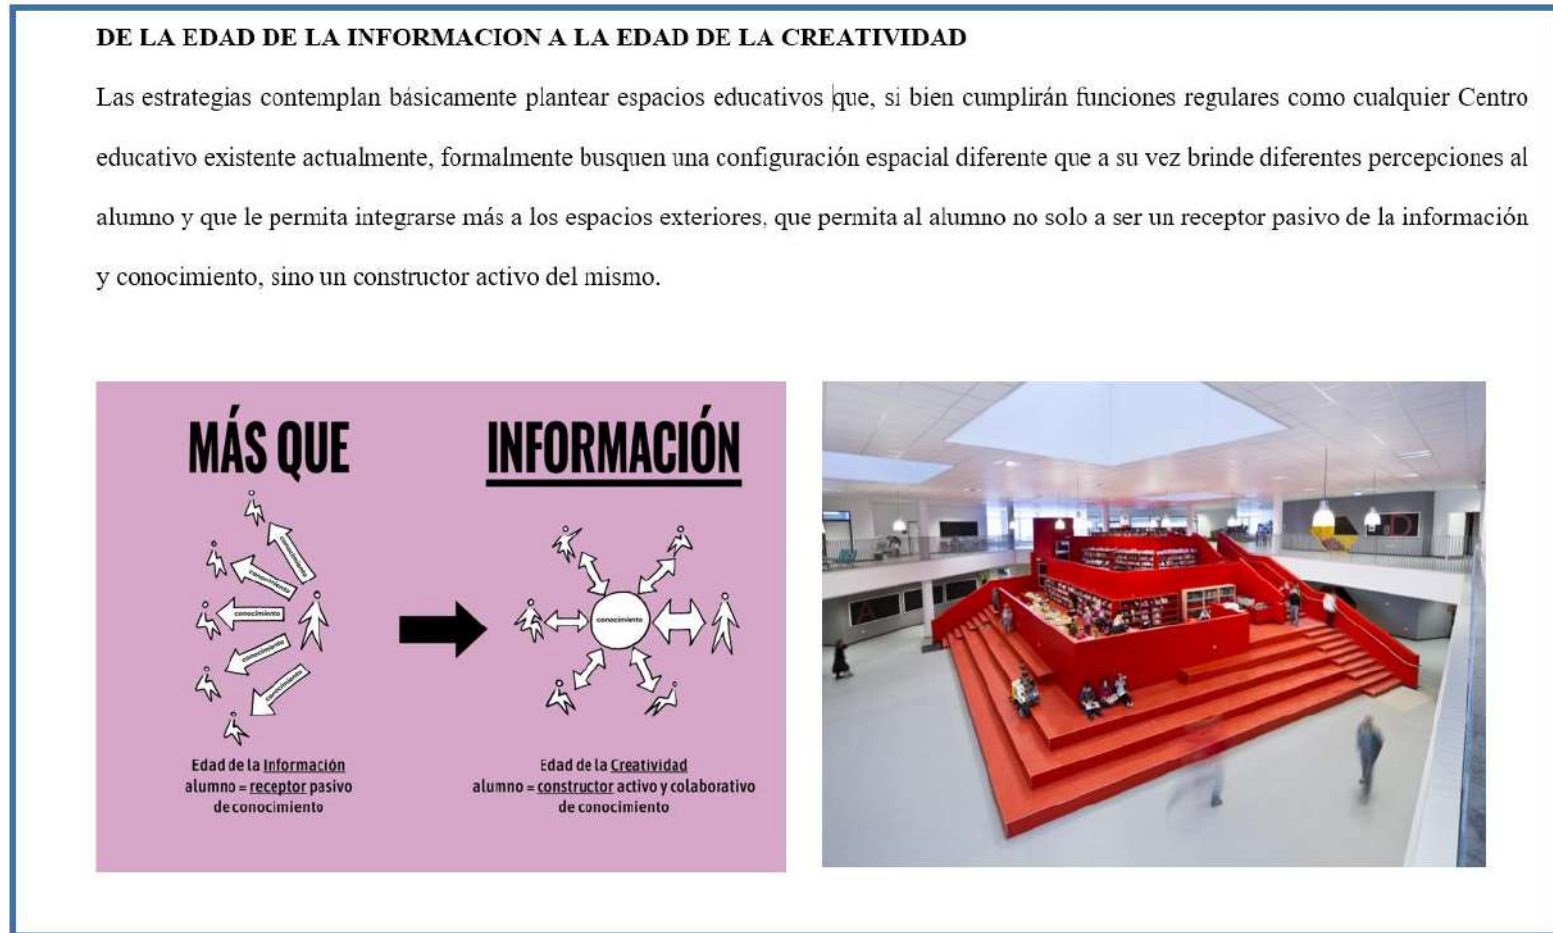 DE LA EDAD DE LA INFORMACION A LA EDAD DE LA CREATIVIDAD
Las estrategias contemplan básicamente plantear espacios educativos que, si bien cumplirán funciones regulares como cualquier Centro
educativo existente actualmente, formalmente busquen una configuración espacial diferente que a su vez brinde diferentes percepciones al
alumno y que le permita integrarse más a los espacios exteriores, que permita al alumno no solo a ser un receptor pasivo de la información
y conocimiento, sino un constructor activo del mismo.
MÁS QUE
INFORMACIÓN
conocimiento
conocimiento
conocimiento
conocimiento
conocimiento
conocimiento
Edad de la Información
alumno = receptor pasivo
de conocimiento
Edad de la Creatividad
alumno = constructor activo y colaborativo
de conocimiento
A
D